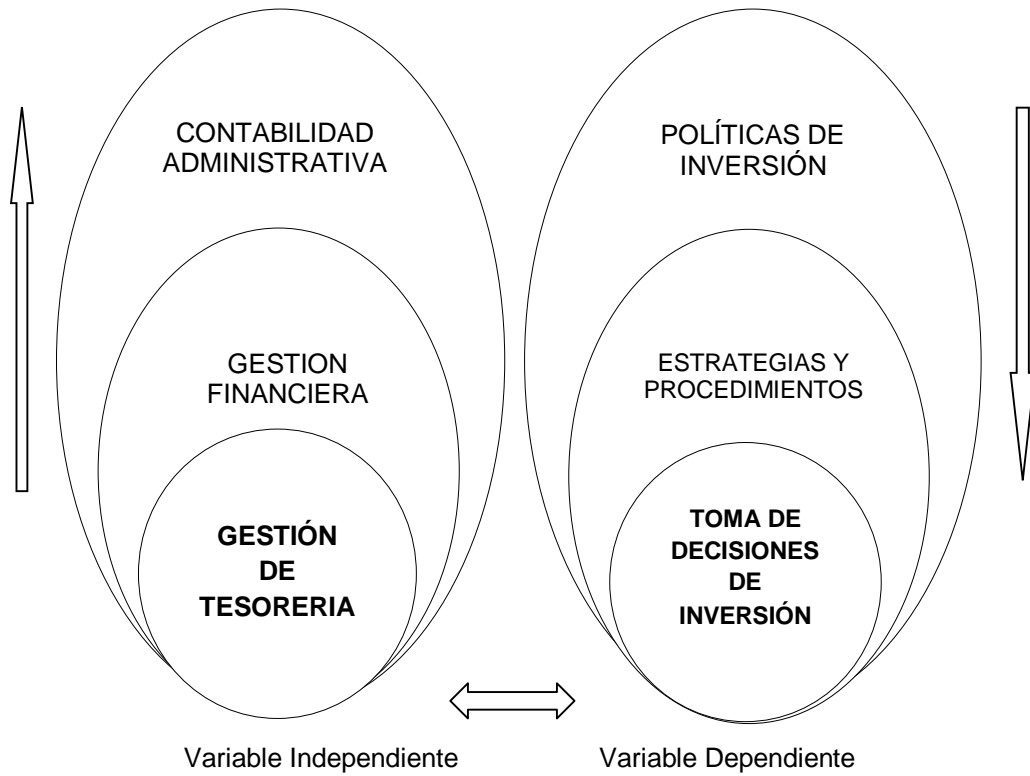 CONTABILIDAD
ADMINISTRATIVA
GESTION
FINANCIERA
GESTIÓN
DE
TESORERIA
Variable Independiente
POLÍTICAS DE
INVERSIÓN
ESTRATEGIAS Y
PROCEDIMIENTOS
TOMA DE
DECISIONES
DE
INVERSIÓN
Variable Dependiente